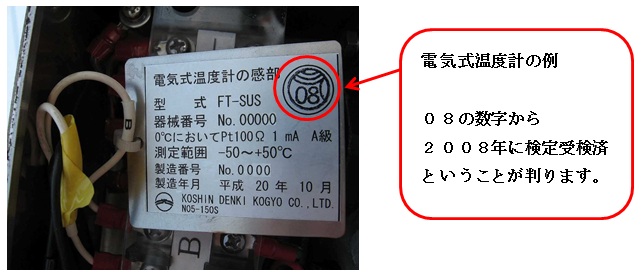 電気式温度計の感部
08
型 式 FT-SUS
器械番号 No.00000
0℃においてPt100Ω 1 mA A級
測定範囲 -50～+50℃
製造番号 No.0000
製造年月 平成 20年10月
KOSHIN DENKI KOGYO CO., LTD.
N05-150S
B
B
電気式温度計の例
０８の数字から
２００８年に検定受検済
ということが判ります。